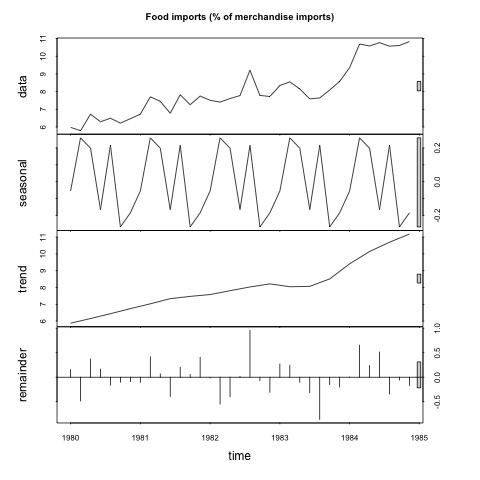 Food imports (% of merchandise imports)
data
6 7 8 9 10 11
seasonal
-0.2 0.0 0.2
trend
6 7 8 9 10 11
remainder
-0.5 0.0 0.5 1.0
1980 1981 1982 1983 1984 1985
time